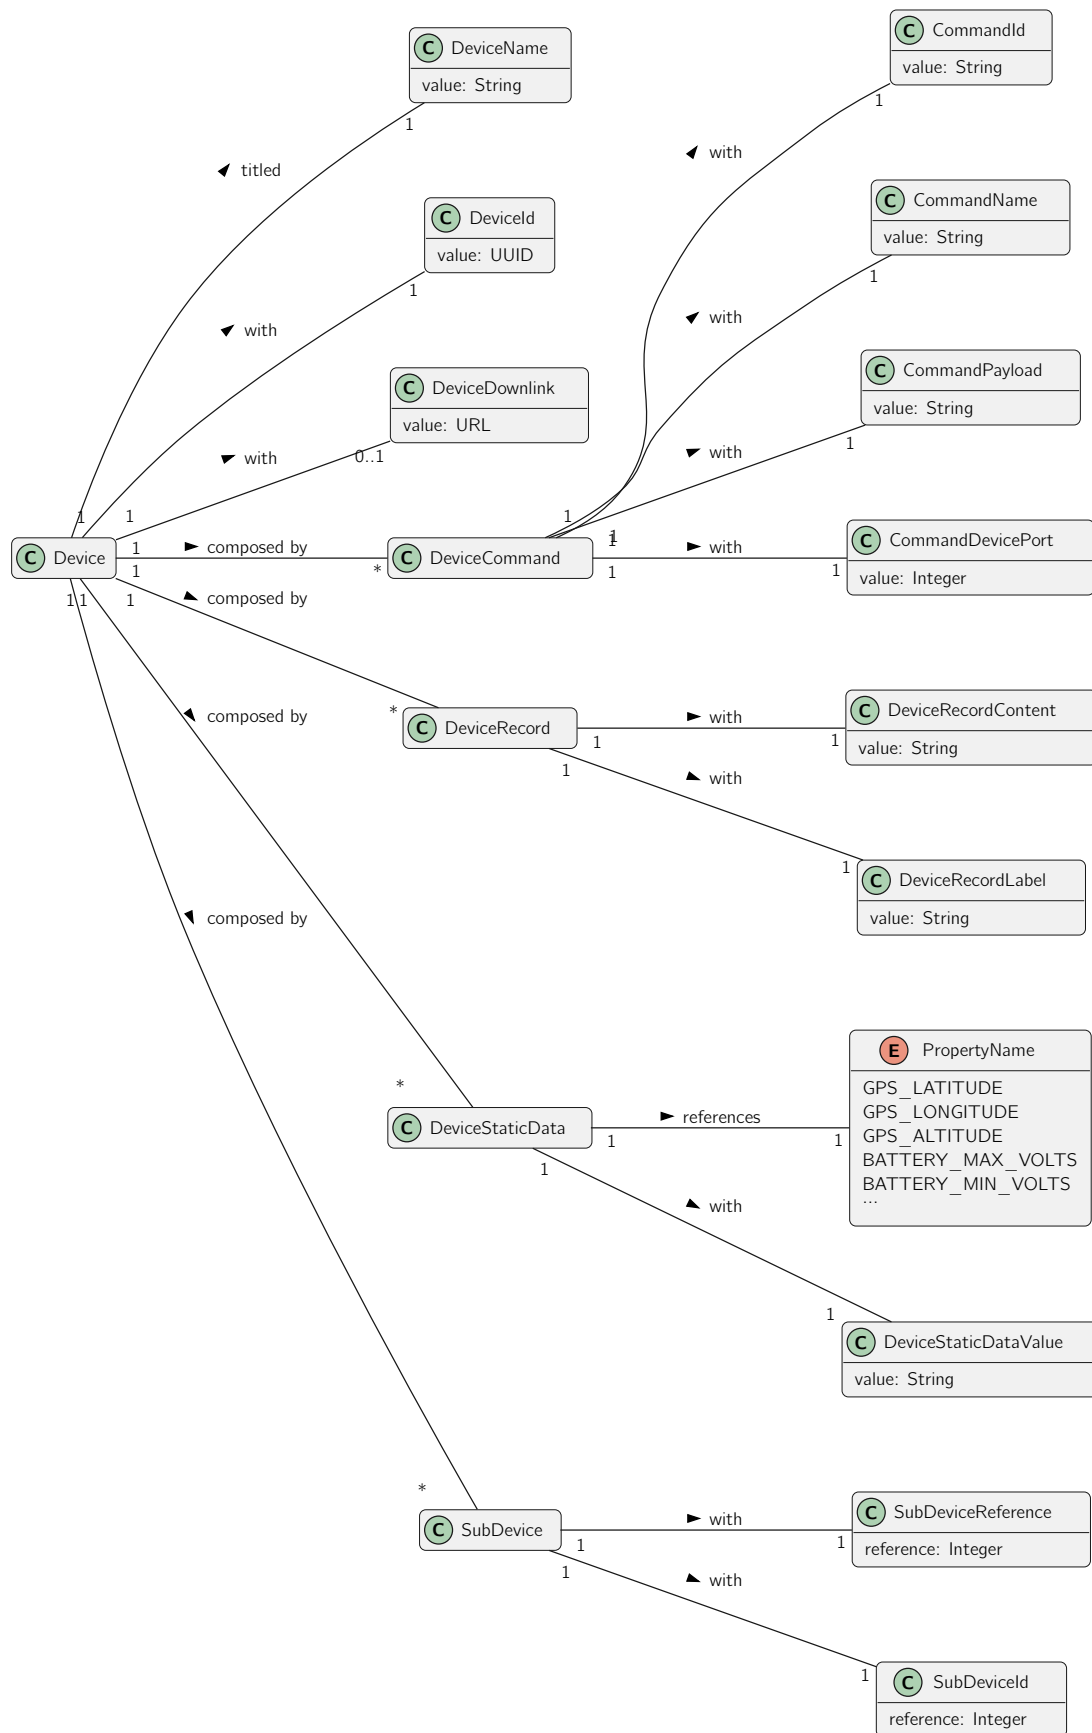 C DeviceName
value: String
C CommandId
value: String
1
1
titled
with
C CommandName
value: String
C DeviceId
value: UUID
1
1
with
with
C CommandPayload
value: String
C DeviceDownlink
value: URL
1
0..1
with
with
1
1
1
C Device
1
composed by
*
C DeviceCommand
1
1
1
with
1
C CommandDevicePort
value: Integer
1
1
1
1
1
composed by
composed by
*
C DeviceRecord
1
with
1
C DeviceRecordContent
value: String
1
with
1
C DeviceRecordLabel
value: String
composed by
*
C DeviceStaticData
1
references
1
E PropertyName
GPS_LATITUDE
GPS_LONGITUDE
GPS_ALTITUDE
BATTERY_MAX_VOLTS
BATTERY_MIN_VOLTS
...
1
with
1
C DeviceStaticDataValue
value: String
*
C SubDevice
1
with
1
C SubDeviceReference
reference: Integer
1
with
1
C SubDeviceId
reference: Integer